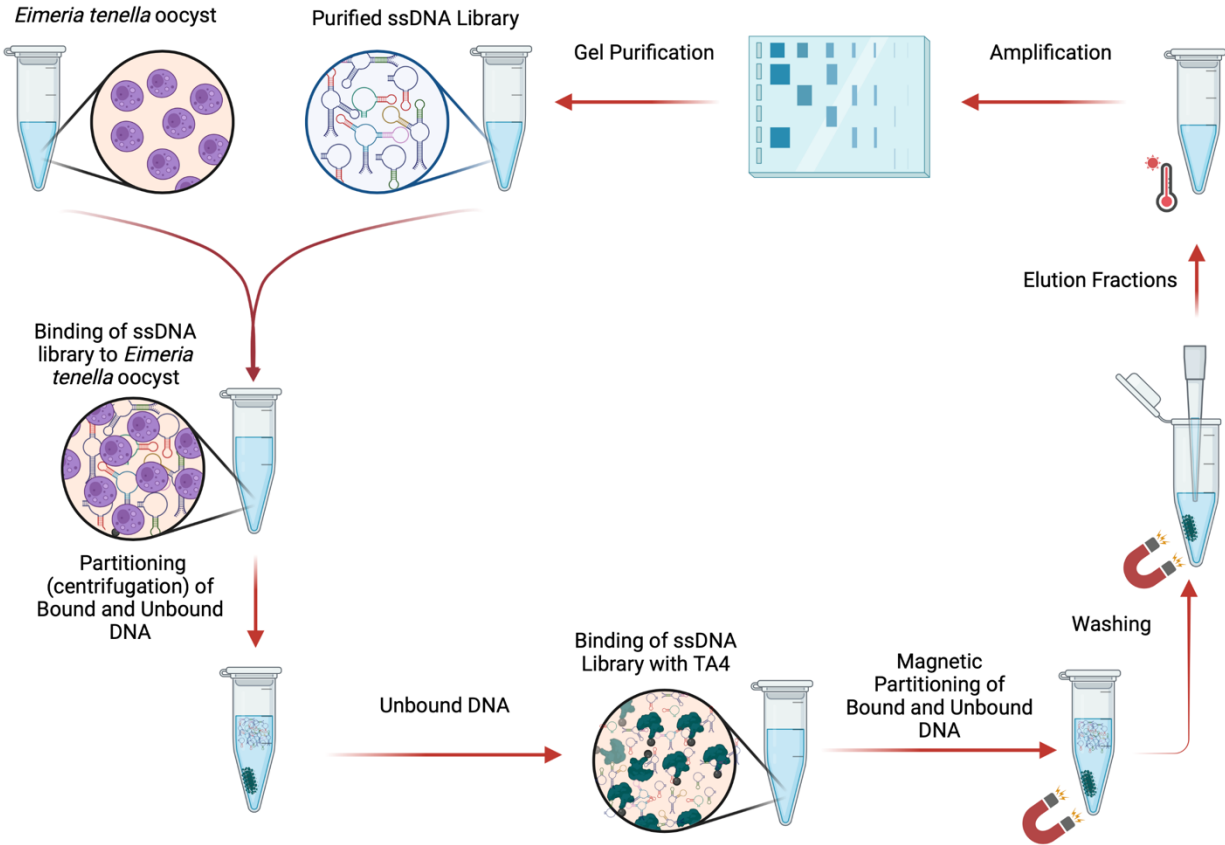 Eimeria tenella oocyst
Purified ssDNA Library
Gel Purification
Amplification
Elution Fractions
Binding of ssDNA
library to Eimeria
tenella oocyst
Partitioning
(centrifugation) of
Bound and Unbound
DNA
Unbound DNA
Binding of ssDNA
Library with TA4
Magnetic
Partitioning of
Bound and Unbound
DNA
Washing